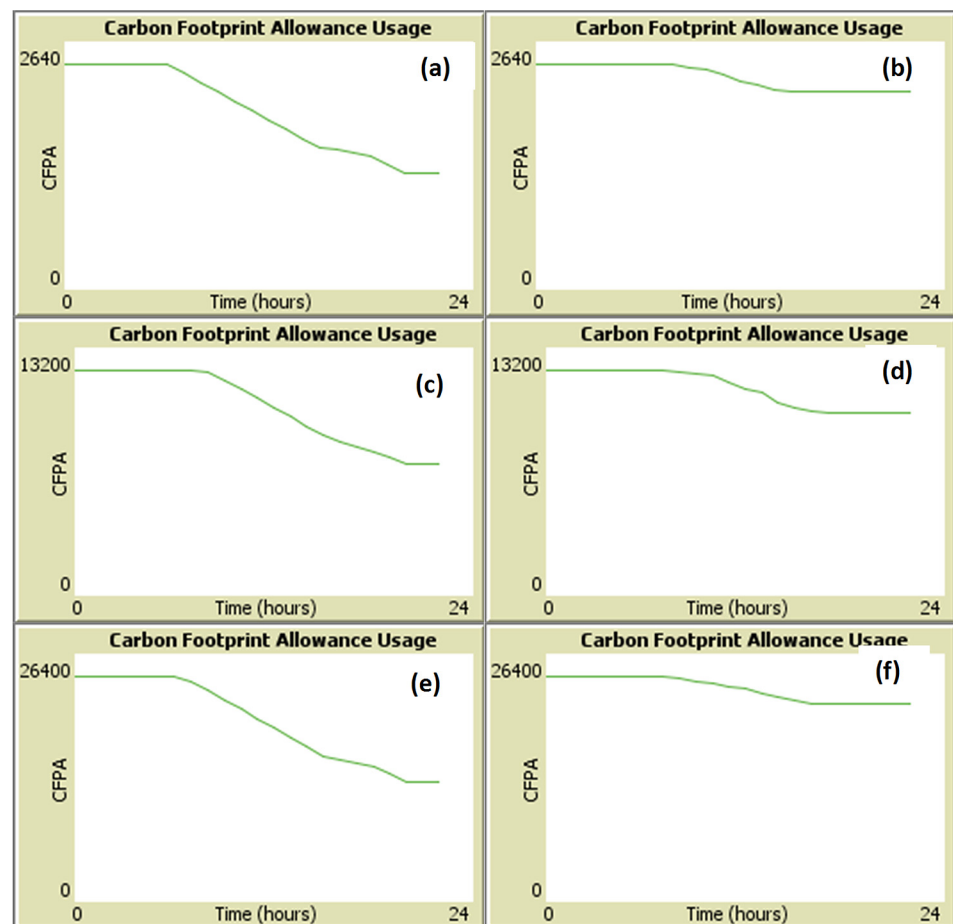 Carbon Footprint Allowance Usage
2640
(a)
CFPA
0
0
Time (hours)
24
Carbon Footprint Allowance Usage
2640
(b)
CFPA
0
0
Time (hours)
24
Carbon Footprint Allowance Usage
13200
(c)
CFPA
0
0
Time (hours)
24
Carbon Footprint Allowance Usage
13200
(d)
CFPA
0
0
Time (hours)
24
Carbon Footprint Allowance Usage
26400
(e)
CFPA
0
0
Time (hours)
24
Carbon Footprint Allowance Usage
26400
(f)
CFPA
0
0
Time (hours)
24